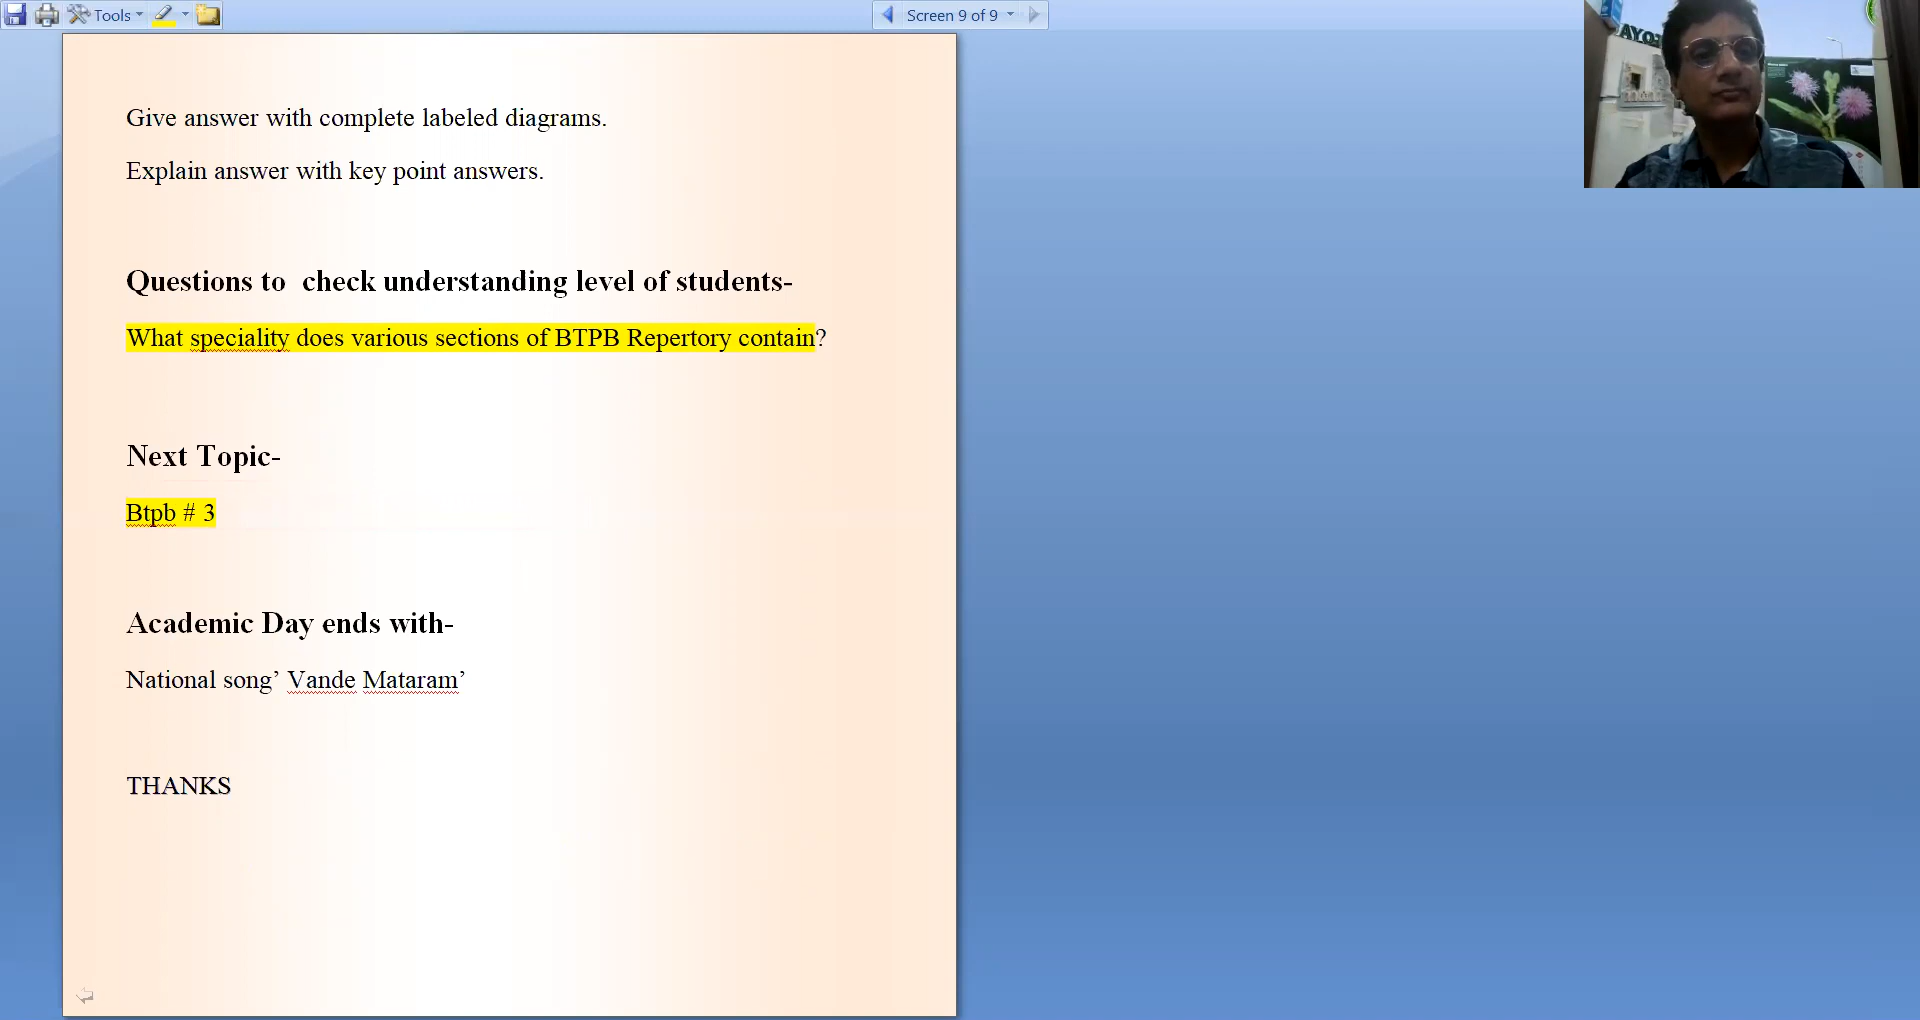 Tools
Screen 9 of 9
Give answer with complete labeled diagrams.
Explain answer with key point answers.
Questions to  check understanding level of students-
What speciality does various sections of BTPB Repertory contain?
Next Topic-
Btpb # 3
Academic Day ends with-
National song’ Vande Mataram’
THANKS